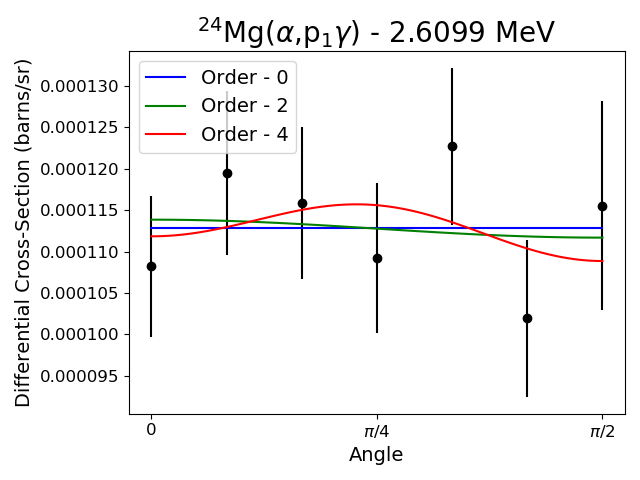 ²⁴Mg(α,p₁γ) - 2.6099 MeV
Differential Cross-Section (barns/sr)
0.000130
0.000125
0.000120
0.000115
0.000110
0.000105
0.000100
0.000095
Order - 0
Order - 2
Order - 4
0
π/4
π/2
Angle